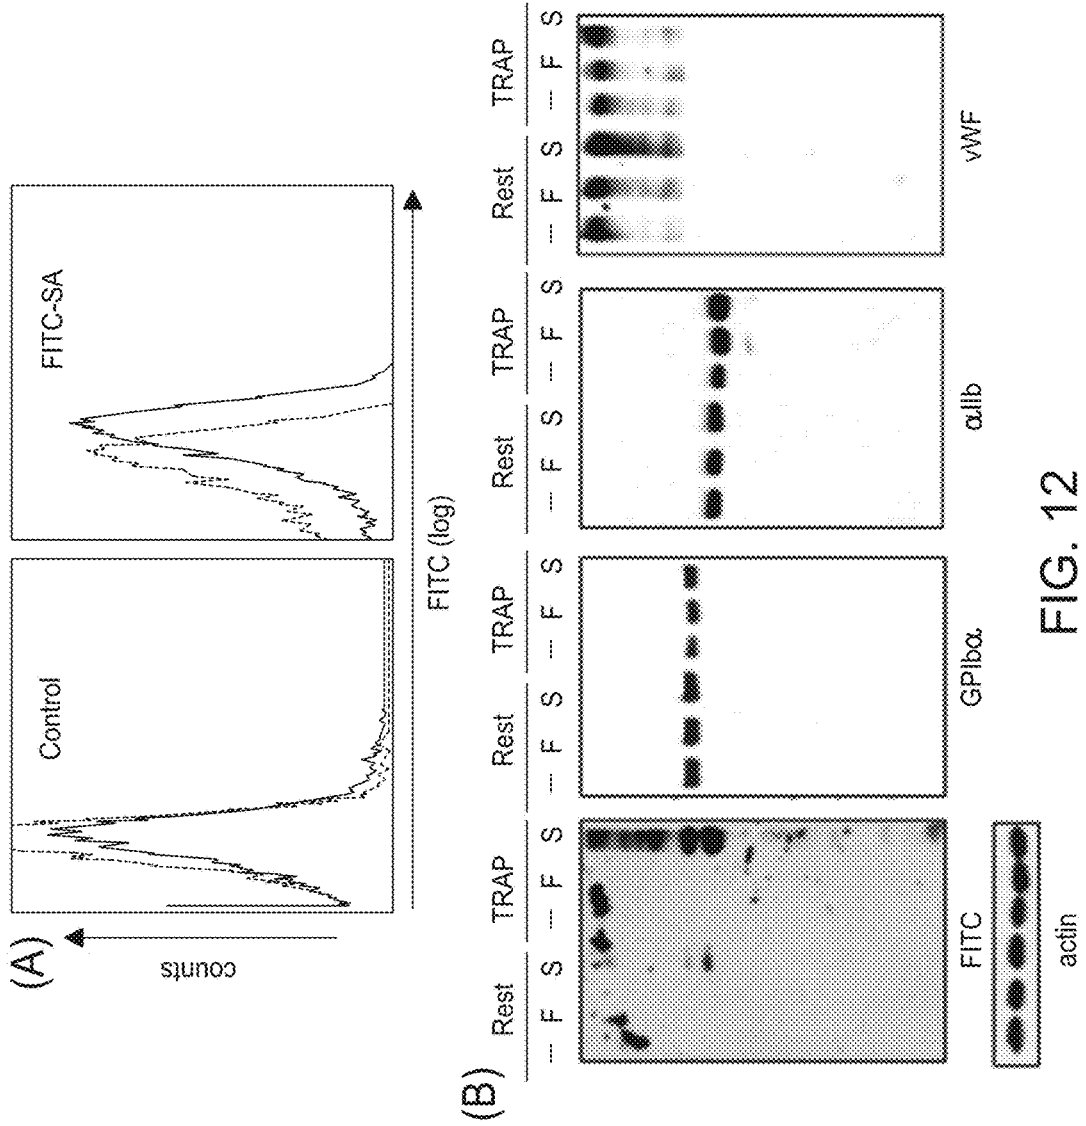 (A)
Control
FITC-SA
counts
FITC (log)
(B)
Rest TRAP Rest TRAP Rest TRAP Rest TRAP
– F S – F S – F S – F S – F S – F S – F S – F S
FITC GPIbα αIIb vWF
actin
FIG. 12